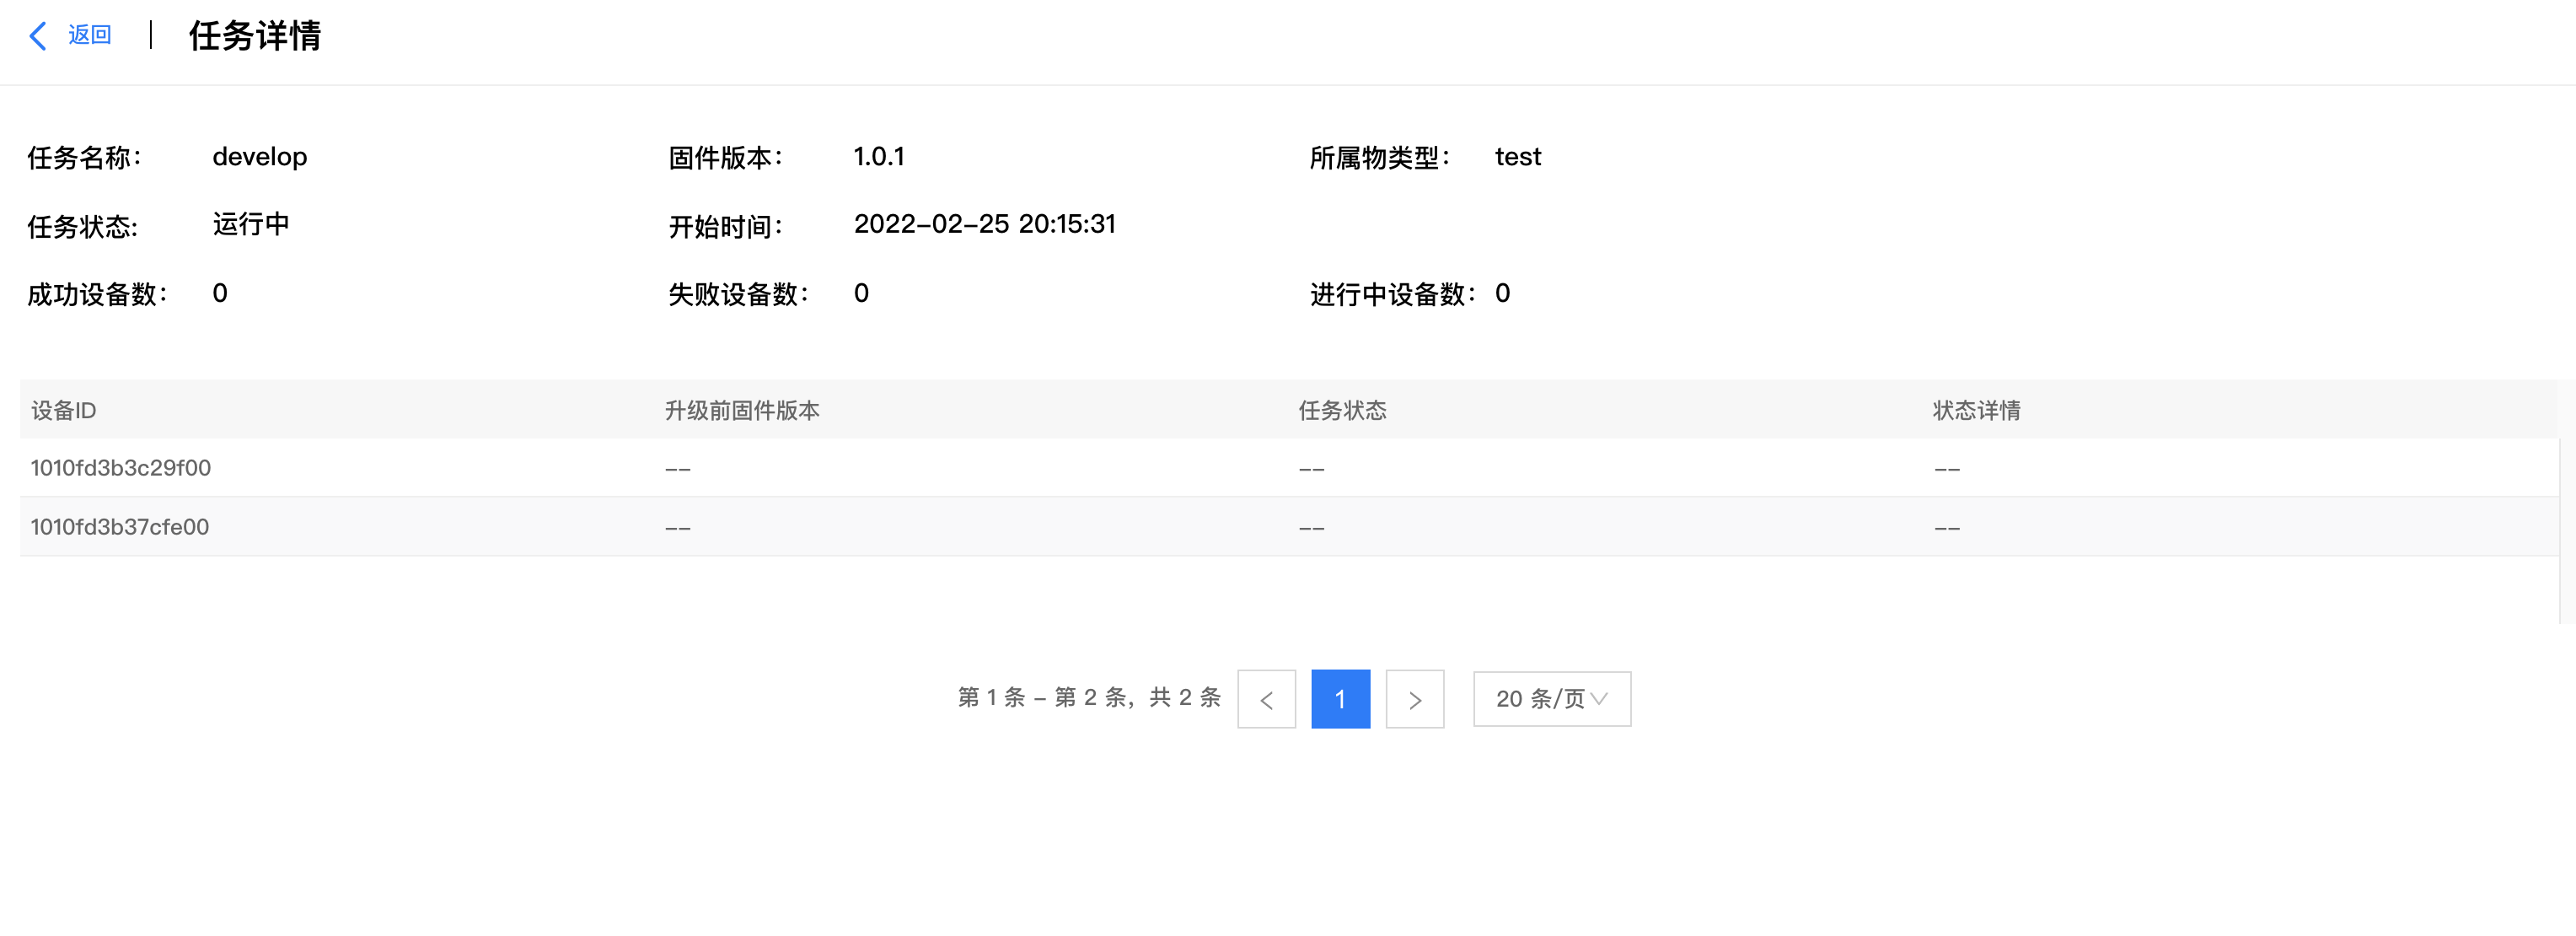 返回 任务详情
任务名称： develop 固件版本： 1.0.1 所属物类型： test
任务状态: 运行中 开始时间： 2022-02-25 20:15:31
成功设备数： 0 失败设备数： 0 进行中设备数： 0
设备ID 升级前固件版本 任务状态 状态详情
1010fd3b3c29f00 -- -- --
1010fd3b37cfe00 -- -- --
第 1 条 - 第 2 条，共 2 条 < 1 > 20 条/页